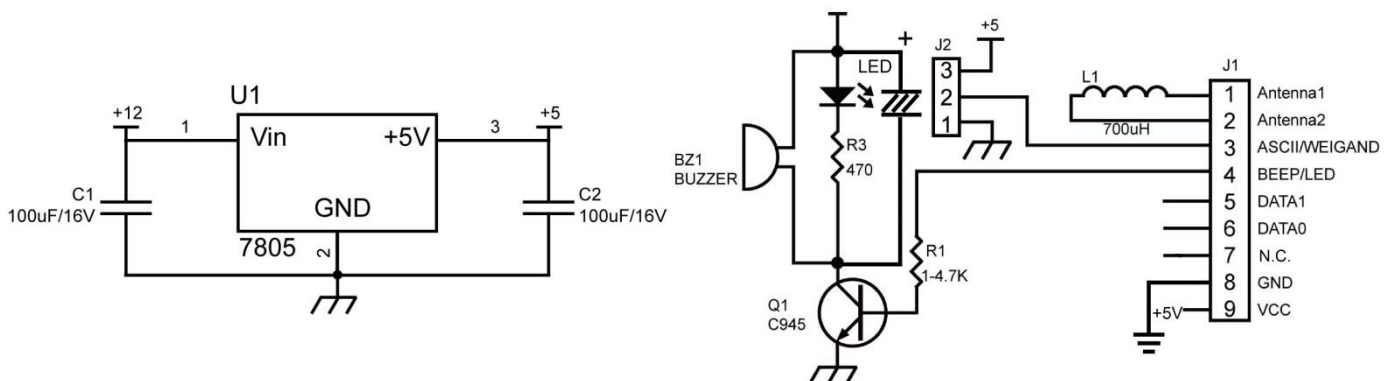 +12
1
U1
Vin
+5V
GND
7805
2
3
+5
C1
100uF/16V
C2
100uF/16V
BZ1
BUZZER
LED
+
R3
470
Q1
C945
R1
1-4.7K
J2
+5
3
2
1
L1
700uH
J1
1 Antenna1
2 Antenna2
3 ASCII/WEIGAND
4 BEEP/LED
5 DATA1
6 DATA0
7 N.C.
8 GND
+5V 9 VCC